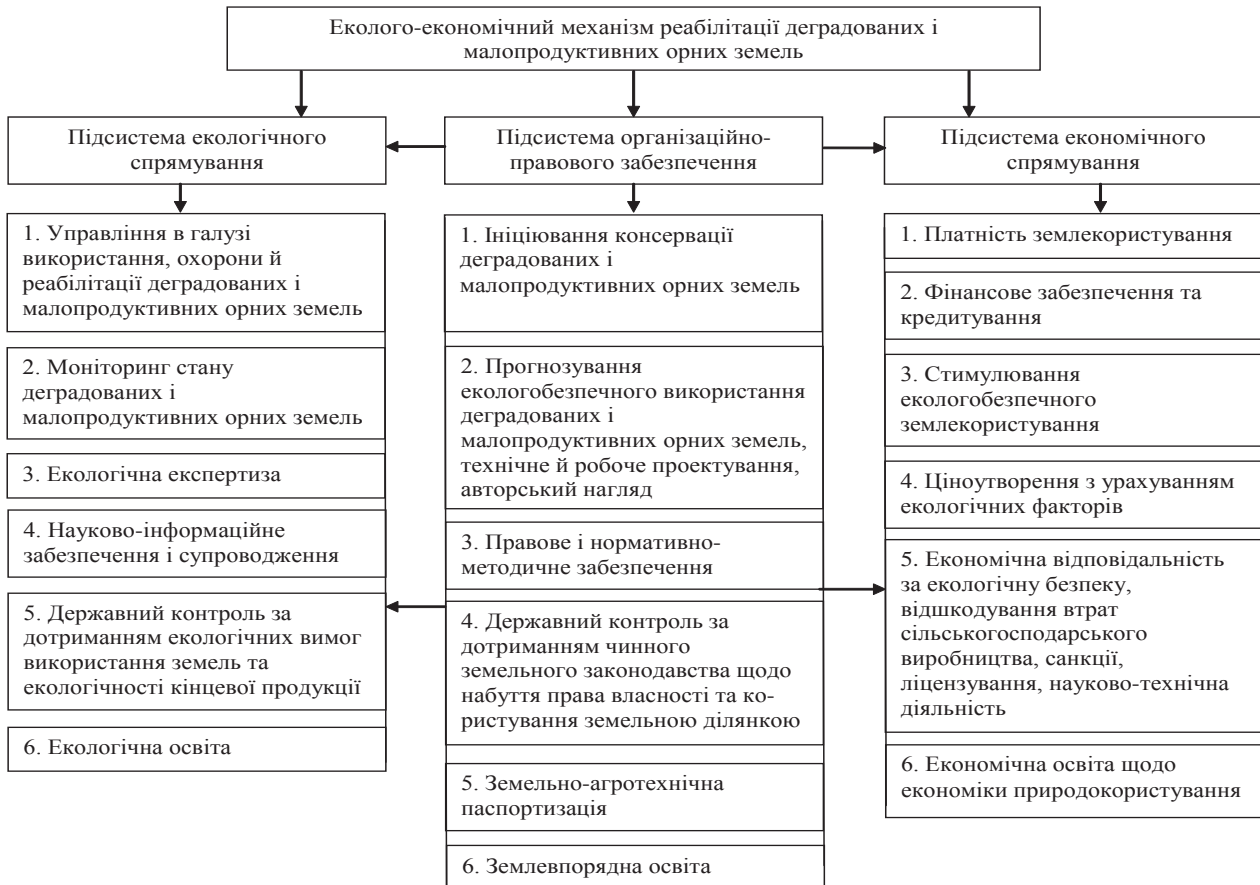 Еколого-економічний механізм реабілітації деградованих і
малопродуктивних орних земель
Підсистема екологічного
спрямування
Підсистема організаційно-
правового забезпечення
Підсистема економічного
спрямування
1. Управління в галузі
використання, охорони й
реабілітації деградованих і
малопродуктивних орних земель
2. Моніторинг стану
деградованих і
малопродуктивних орних земель
3. Екологічна експертиза
4. Науково-інформаційне
забезпечення і супроводження
5. Державний контроль за
дотриманням екологічних вимог
використання земель та
екологічності кінцевої продукції
6. Екологічна освіта
1. Ініціювання консервації
деградованих і
малопродуктивних орних земель
2. Прогнозування
екологобезпечного використання
деградованих і
малопродуктивних орних земель,
технічне й робоче проектування,
авторський нагляд
3. Правове і нормативно-
методичне забезпечення
4. Державний контроль за
дотриманням чинного
земельного законодавства щодо
набуття права власності та ко-
ристування земельною ділянкою
5. Земельно-агротехнічна
паспортизація
6. Землевпорядна освіта
1. Платність землекористування
2. Фінансове забезпечення та
кредитування
3. Стимулювання
екологобезпечного
землекористування
4. Ціноутворення з урахуванням
екологічних факторів
5. Економічна відповідальність
за екологічну безпеку,
відшкодування втрат
сільськогосподарського
виробництва, санкції,
ліцензування, науково-технічна
діяльність
6. Економічна освіта щодо
економіки природокористування